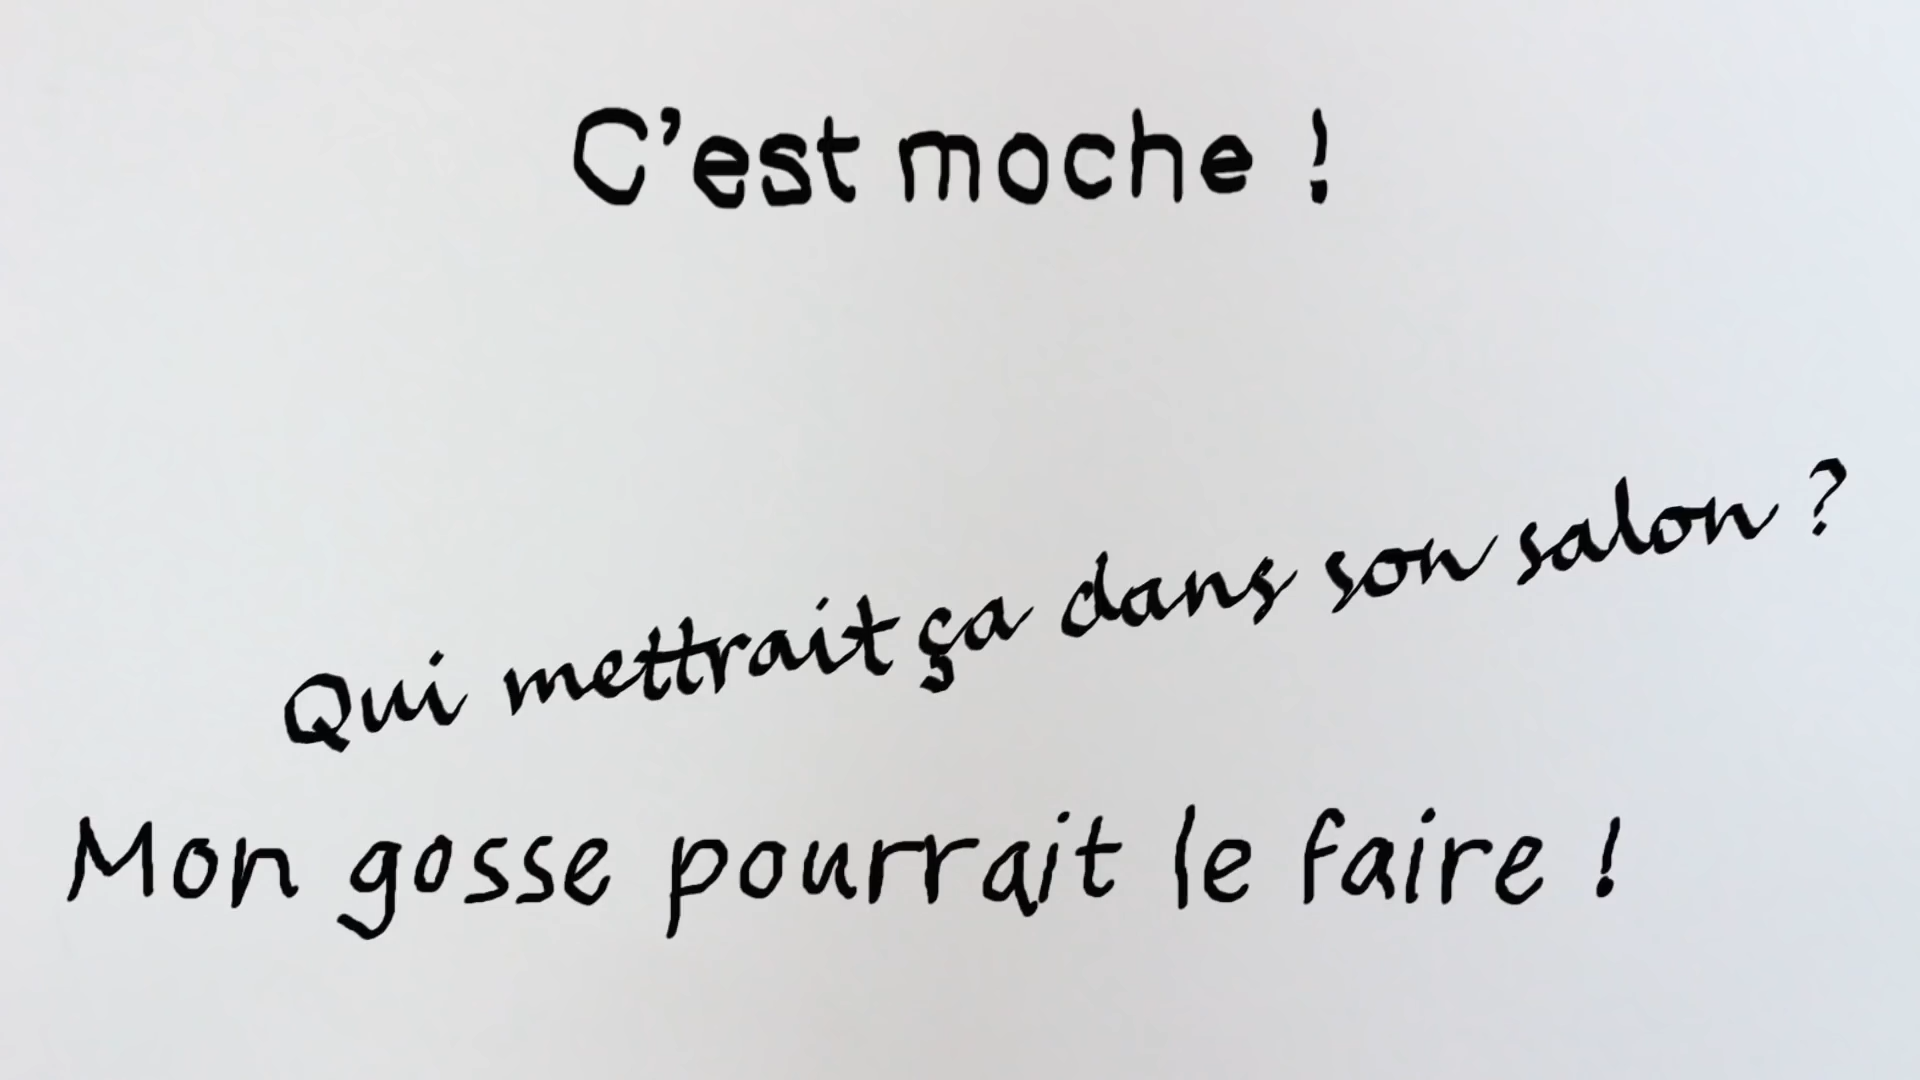 C'est moche !
Qui mettrait ça dans son salon ?
Mon gosse pourrait le faire !